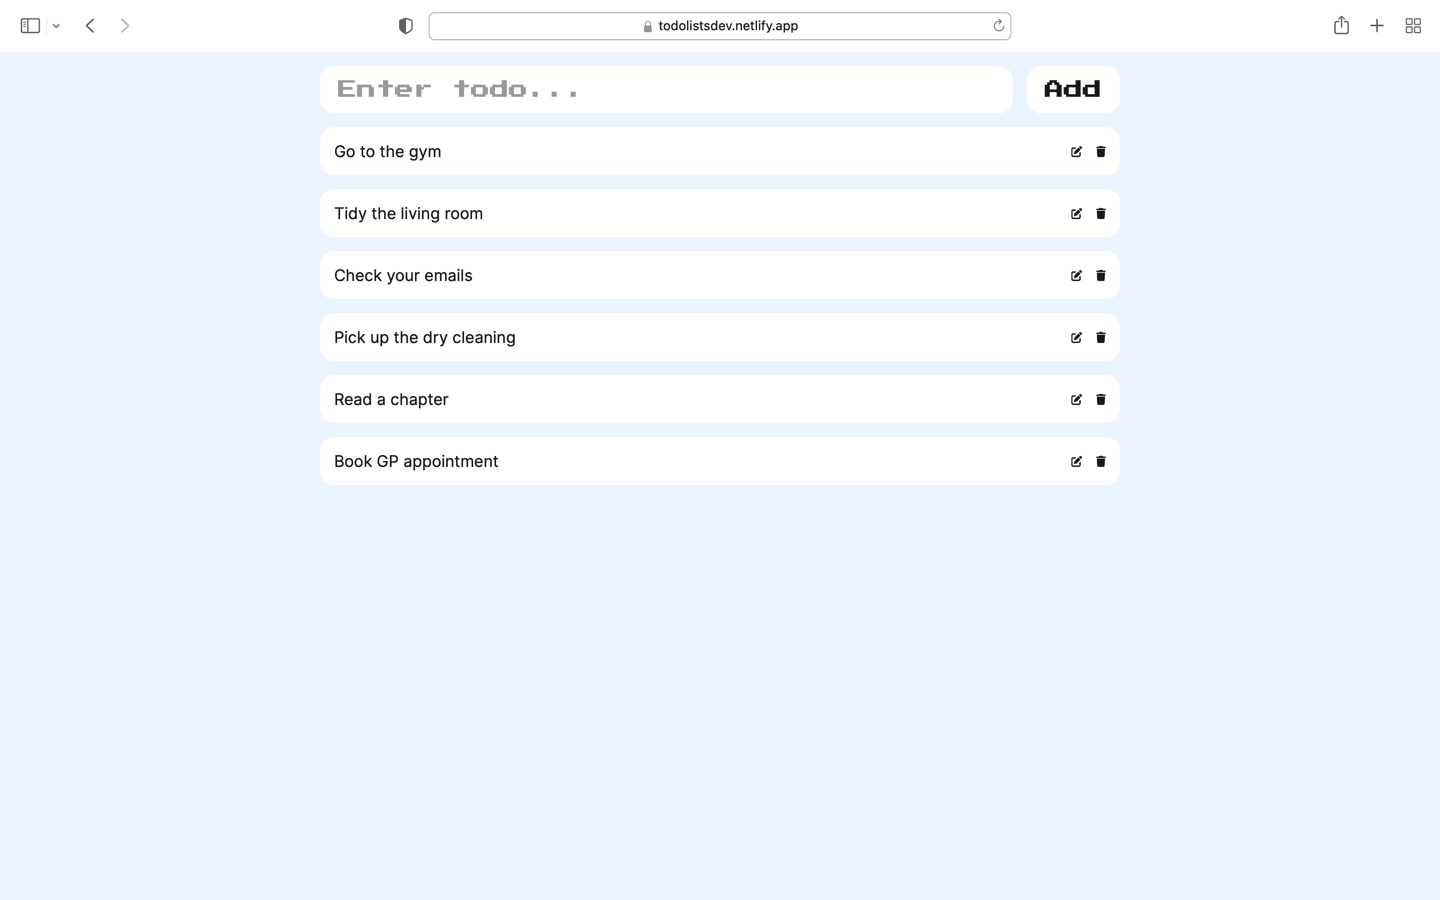 todolistsdev.netlify.app
Enter todo... Add
Go to the gym
Tidy the living room
Check your emails
Pick up the dry cleaning
Read a chapter
Book GP appointment